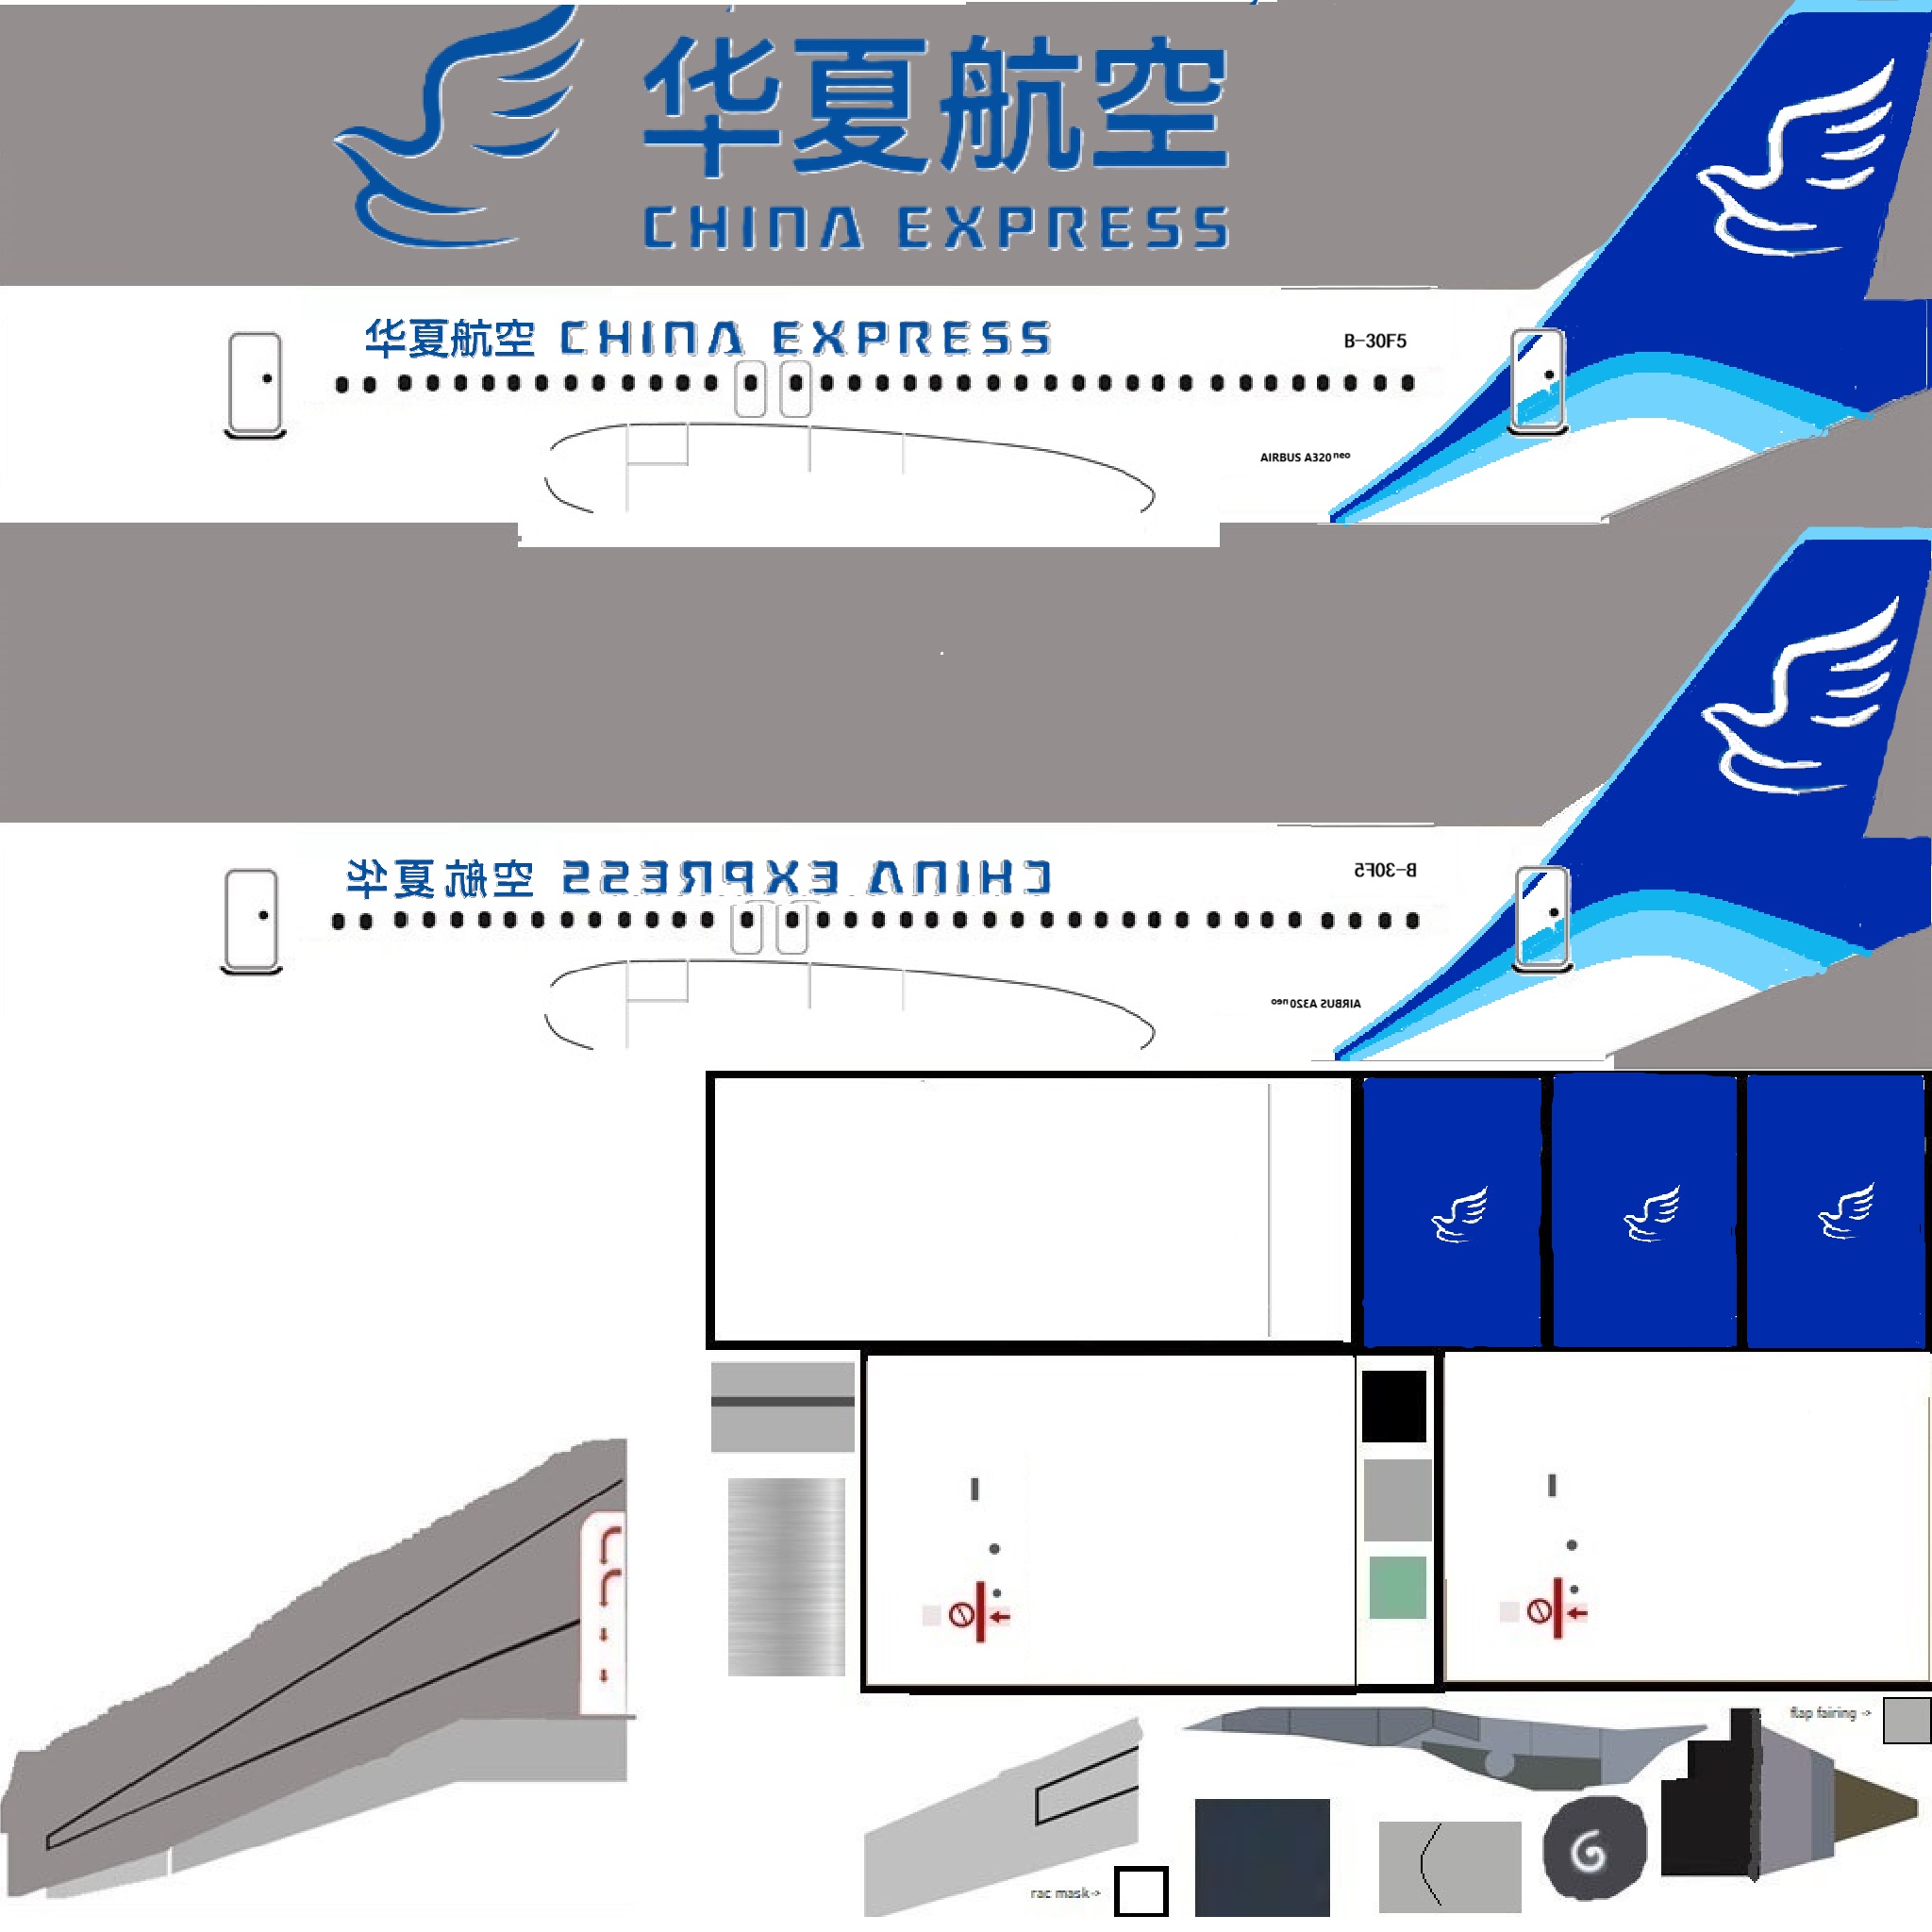 华夏航空
CHINA EXPRESS
华夏航空 CHINA EXPRESS
B-30F5
AIRBUS A320neo
华夏航空 CHINA EXPRESS
B-30F5
AIRBUS A320neo
flap fairing ->
rac mask->